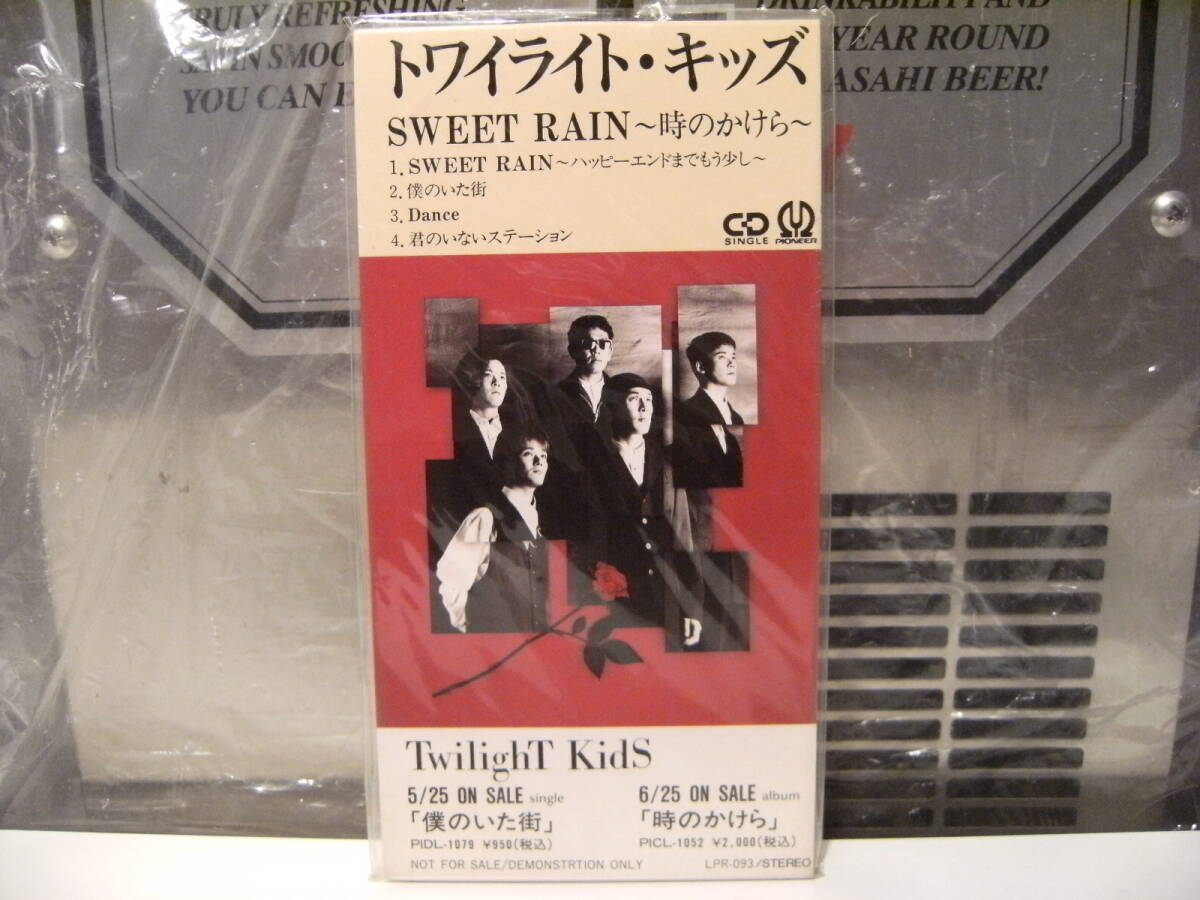 TRULY REFRESHING
YOU CAN
DRINKABILITY AND
YEAR ROUND
ASAHI BEER!
トワイライト・キッズ
SWEET RAIN～時のかけら～
1. SWEET RAIN～ハッピーエンドまでもう少し～
2. 僕のいた街
3. Dance
4. 君のいないステーション
CD
SINGLE
PIONEER
TwilighT KidS
5/25 ON SALE single
「僕のいた街」
PIDL-1079 ¥950(税込)
6/25 ON SALE album
「時のかけら」
PICL-1052 ¥2,000(税込)
NOT FOR SALE/DEMONSTRTION ONLY
LPR-093/STEREO